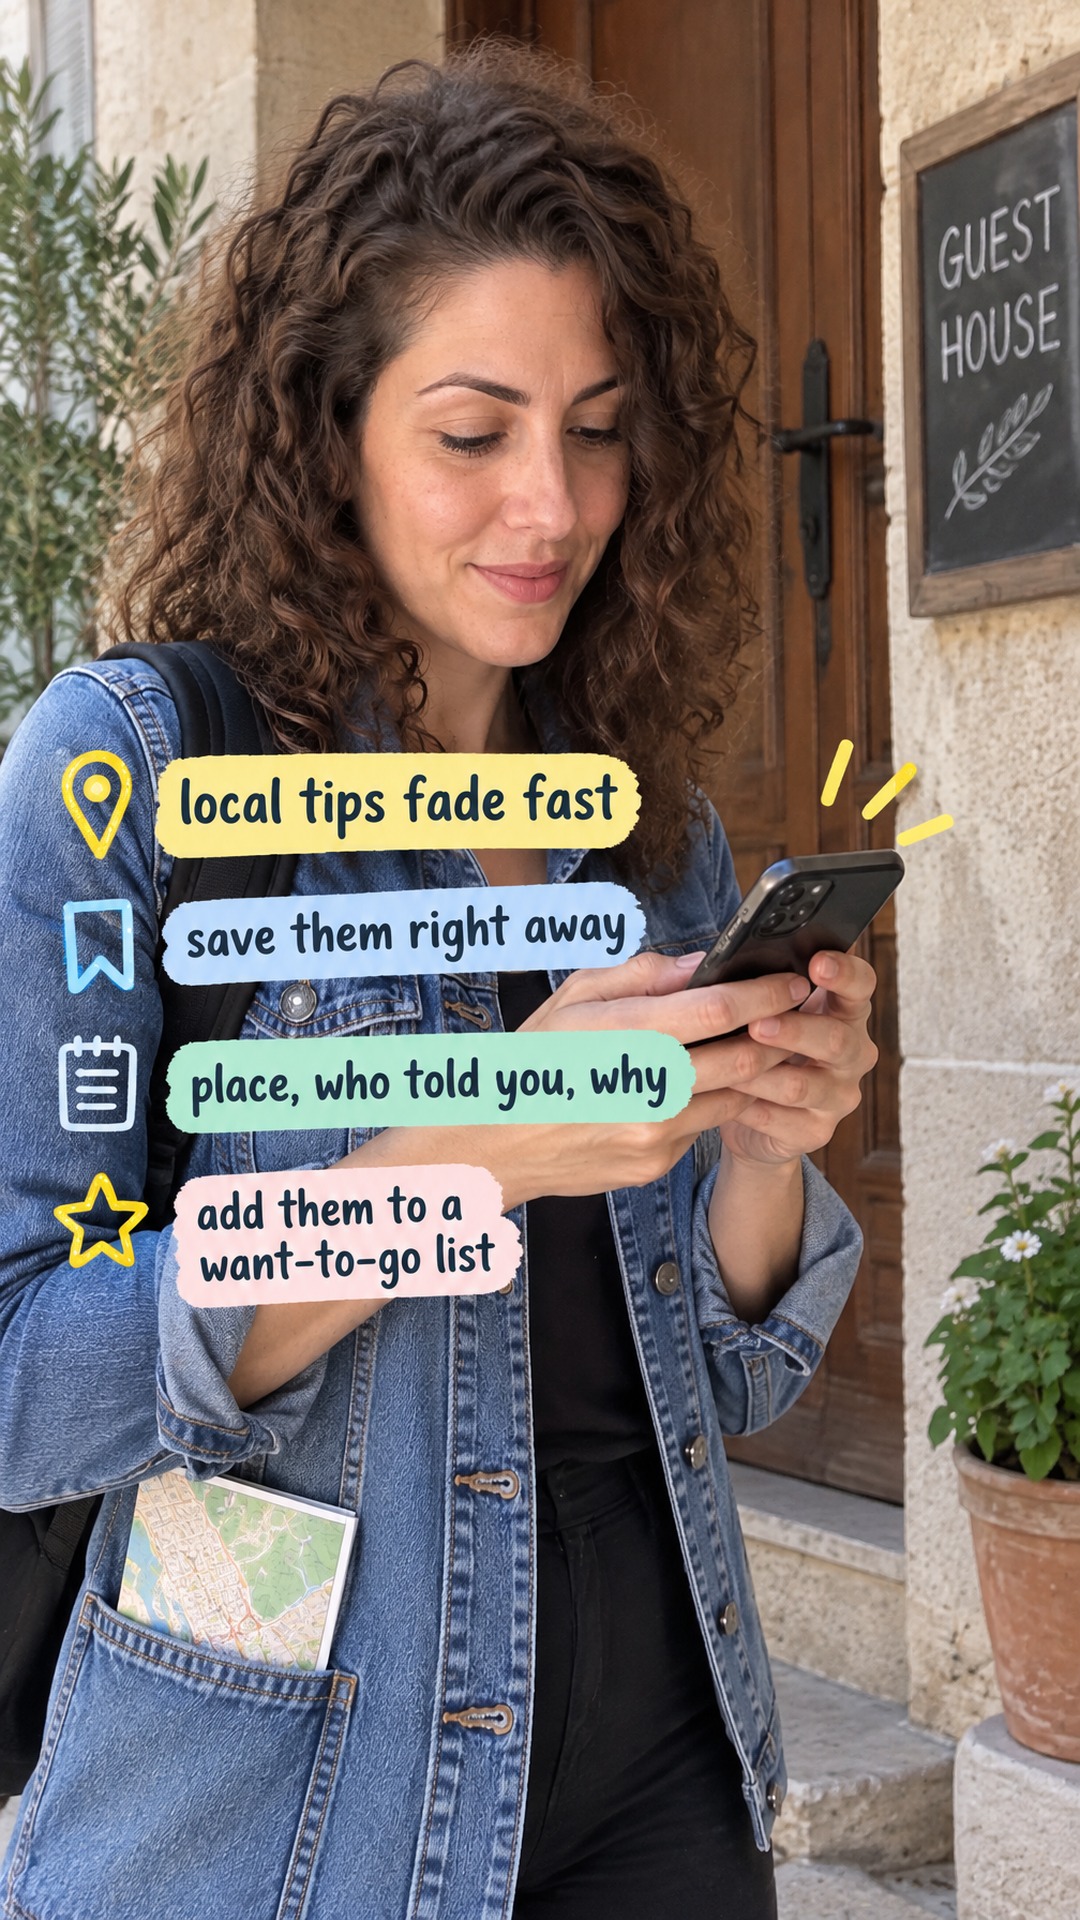 GUEST
HOUSE
local tips fade fast
save them right away
place, who told you, why
add them to a
want-to-go list